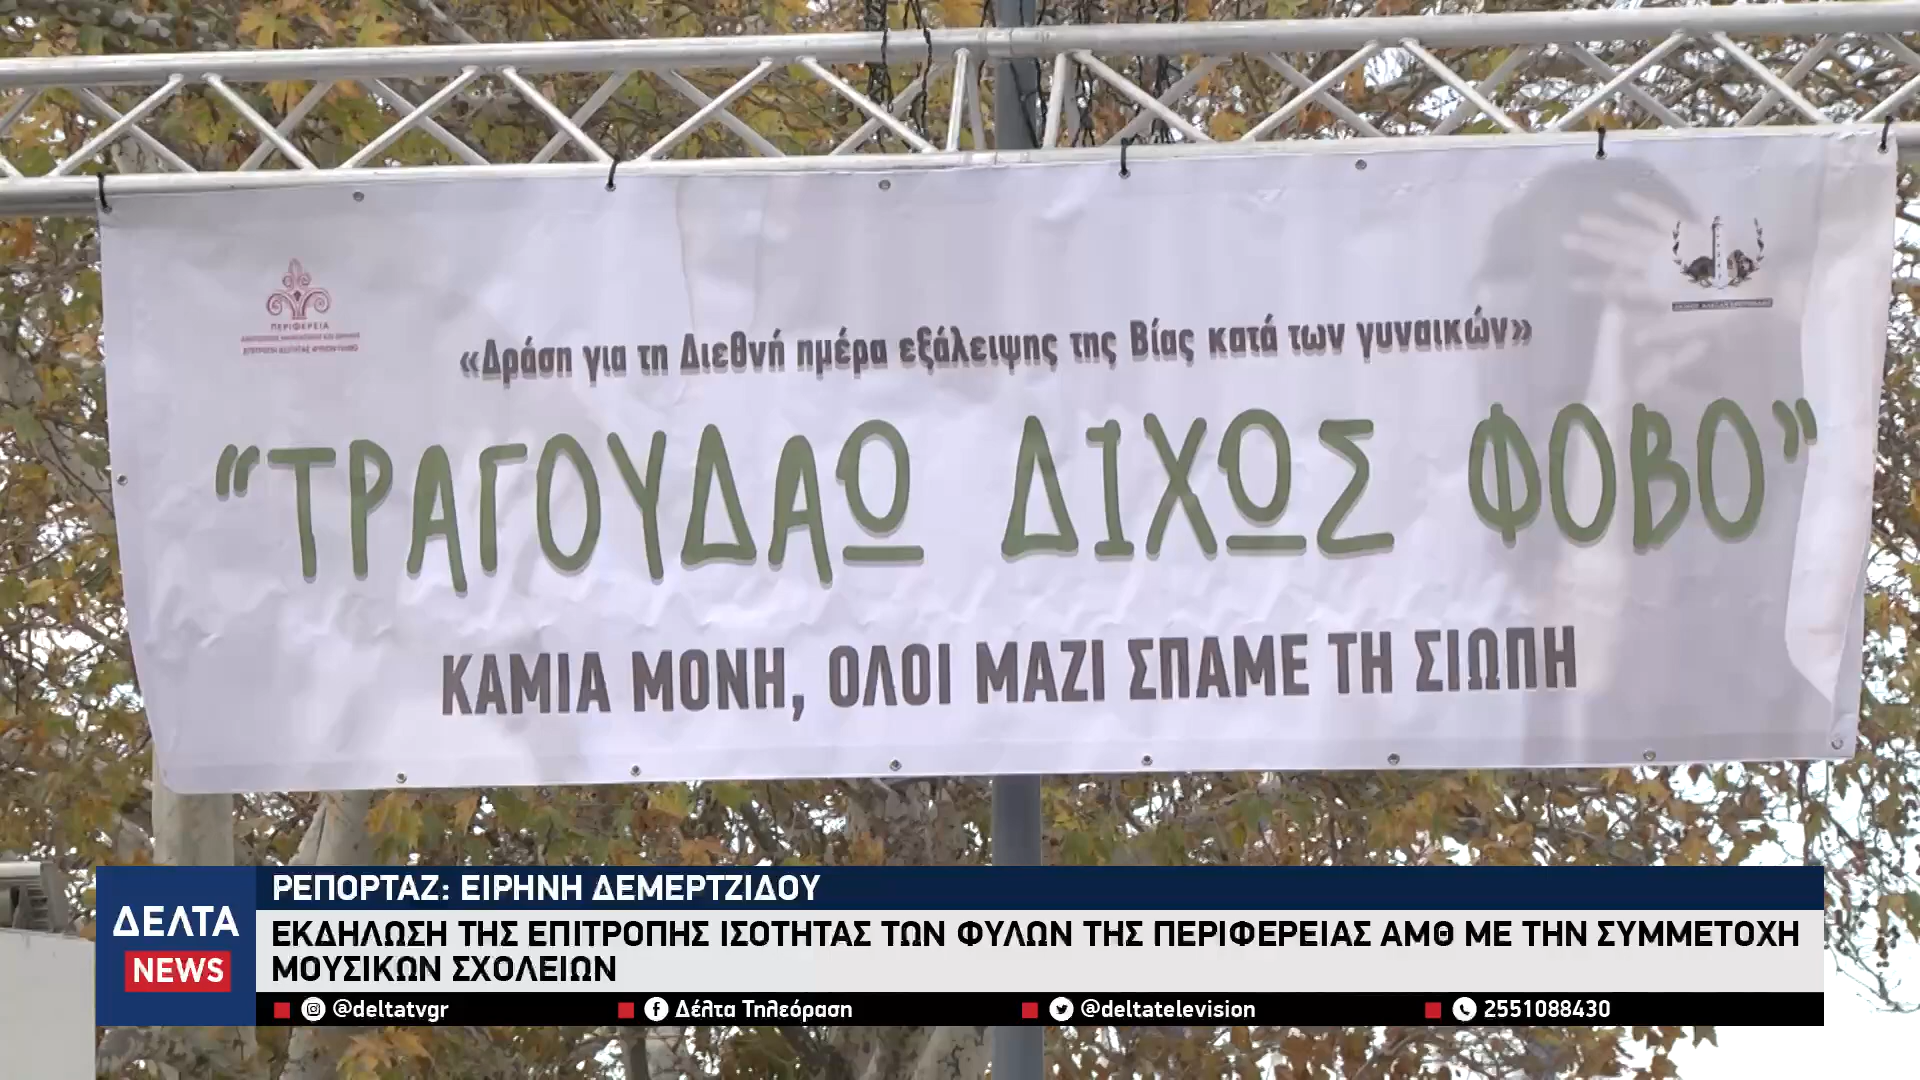 ΠΕΡΙΦΕΡΕΙΑ
«Δράση για τη Διεθνή ημέρα εξάλειψης της Βίας κατά των γυναικών»
“ΤΡΑΓΟΥΔΑΩ ΔΙΧΩΣ ΦΟΒΟ”
ΚΑΜΙΑ ΜΟΝΗ, ΟΛΟΙ ΜΑΖΙ ΣΠΑΜΕ ΤΗ ΣΙΩΠΗ
ΔΕΛΤΑ
NEWS
ΡΕΠΟΡΤΑΖ: ΕΙΡΗΝΗ ΔΕΜΕΡΤΖΙΔΟΥ
ΕΚΔΗΛΩΣΗ ΤΗΣ ΕΠΙΤΡΟΠΗΣ ΙΣΟΤΗΤΑΣ ΤΩΝ ΦΥΛΩΝ ΤΗΣ ΠΕΡΙΦΕΡΕΙΑΣ ΑΜΘ ΜΕ ΤΗΝ ΣΥΜΜΕΤΟΧΗ
ΜΟΥΣΙΚΩΝ ΣΧΟΛΕΙΩΝ
@deltatvgr Δέλτα Τηλεόραση @deltatelevision 2551088430